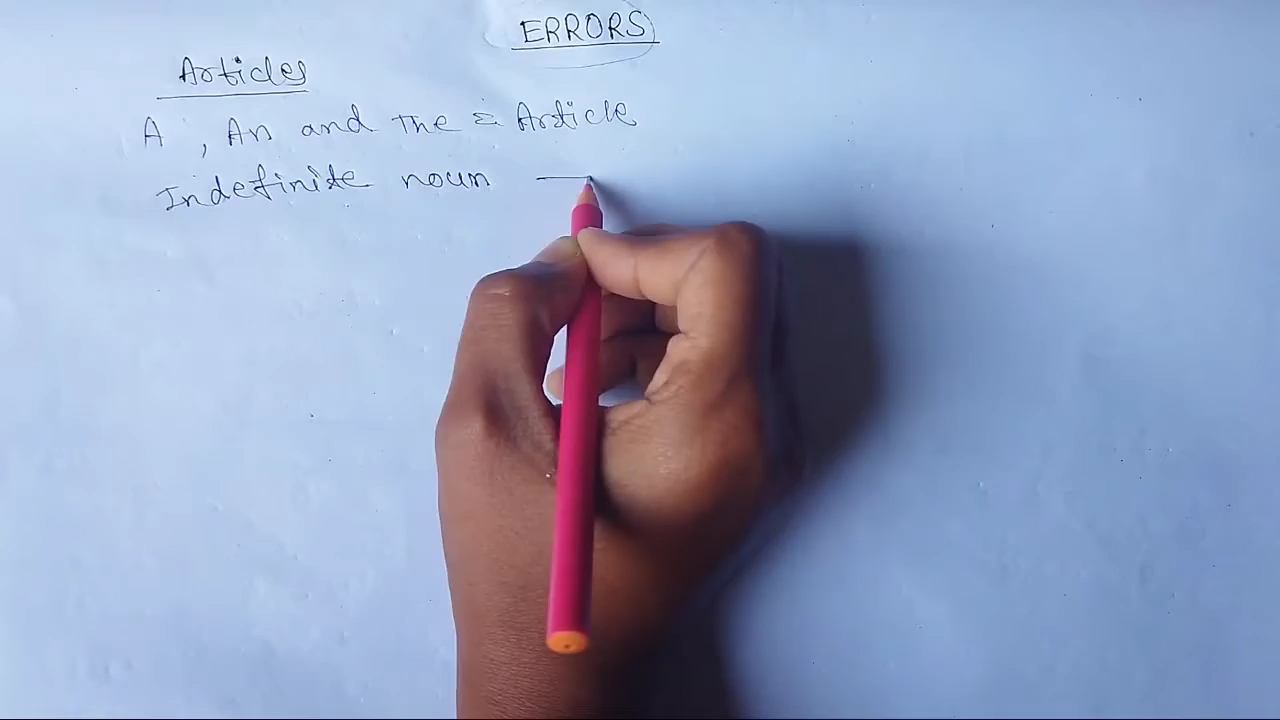 ERRORS
Articles
A , An and The = Article
Indefinite noun —